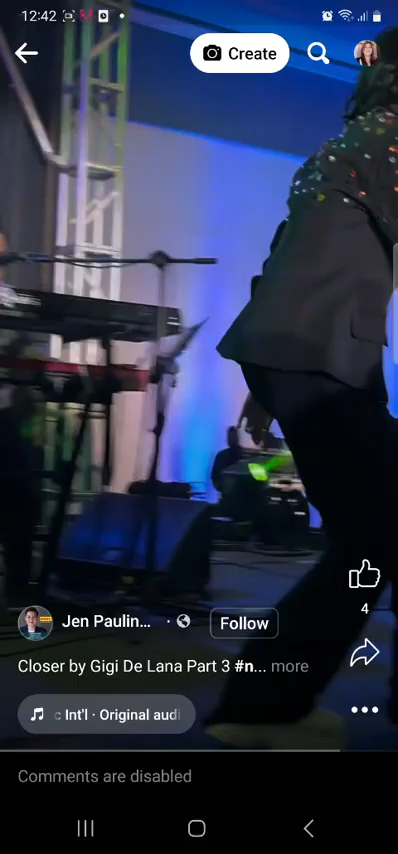 12:42
Create
Jen Paulin... ·
Follow
4
Closer by Gigi De Lana Part 3 #n... more
c Int'l · Original audi
Comments are disabled